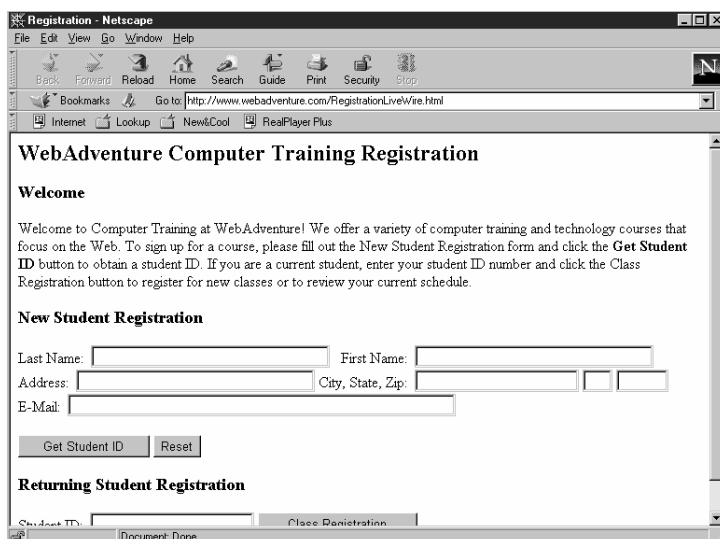 Registration - Netscape
File Edit View Go Window Help
Back Forward Reload Home Search Guide Print Security Stop
N
Bookmarks Go to: http://www.webadventure.com/RegistrationLiveWire.html
Internet Lookup New&Cool RealPlayer Plus
WebAdventure Computer Training Registration
Welcome
Welcome to Computer Training at WebAdventure! We offer a variety of computer training and technology courses that
focus on the Web. To sign up for a course, please fill out the New Student Registration form and click the Get Student
ID button to obtain a student ID. If you are a current student, enter your student ID number and click the Class
Registration button to register for new classes or to review your current schedule.
New Student Registration
Last Name: First Name:
Address: City, State, Zip:
E-Mail:
Get Student ID Reset
Returning Student Registration
Student ID: Class Registration
Document: Done